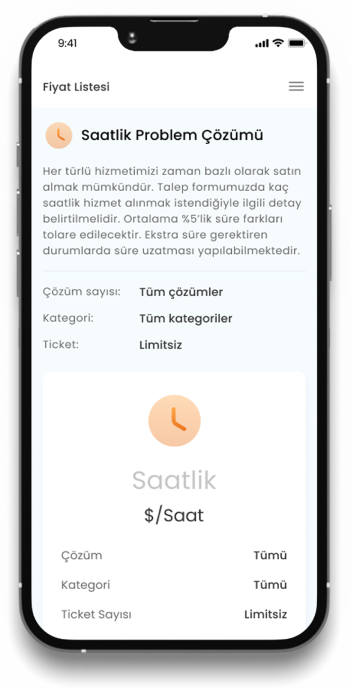 9:41
Fiyat Listesi
Saatlik Problem Çözümü
Her türlü hizmetimizi zaman bazlı olarak satın
almak mümkündür. Talep formumuzda kaç
saatlik hizmet alınmak istendiğiyle ilgili detay
belirtilmelidir. Ortalama %5'lik süre farkları
tolare edilecektir. Ekstra süre gerektiren
durumlarda süre uzatması yapılabilmektedir.
Çözüm sayısı: Tüm çözümler
Kategori: Tüm kategoriler
Ticket: Limitsiz
Saatlik
$/Saat
Çözüm Tümü
Kategori Tümü
Ticket Sayısı Limitsiz